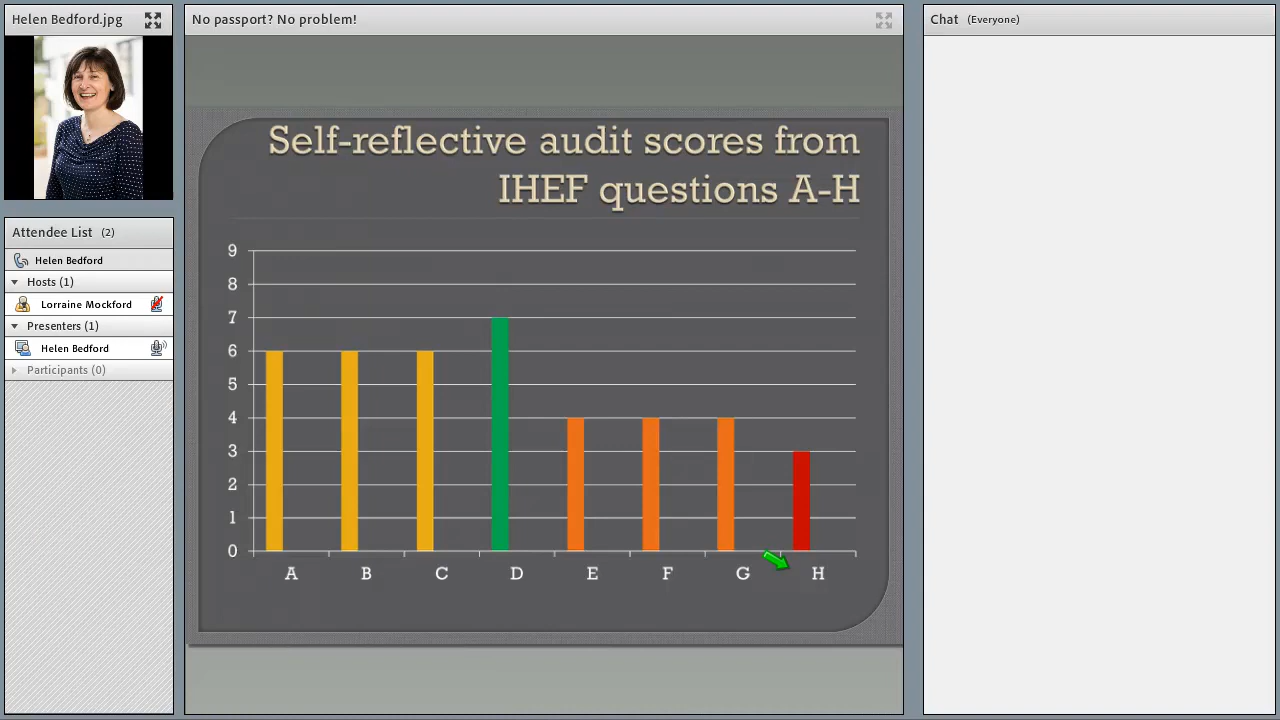 Helen Bedford.jpg
No passport? No problem!
Chat (Everyone)
Self-reflective audit scores from
IHEF questions A-H
Attendee List (2)
Helen Bedford
Hosts (1)
Lorraine Mockford
Presenters (1)
Helen Bedford
Participants (0)
9
8
7
6
5
4
3
2
1
0
A B C D E F G H